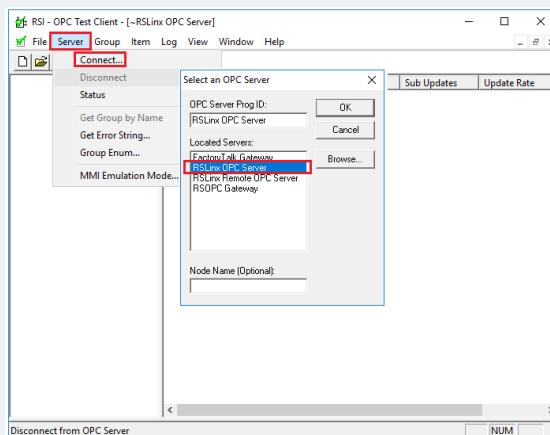 RSI - OPC Test Client - [~RSLinx OPC Server]
File Server Group Item Log View Window Help
Connect...
Disconnect
Status
Get Group by Name
Get Error String...
Group Enum...
MMI Emulation Mode...
Sub Updates Update Rate
Select an OPC Server
OPC Server Prog ID:
RSLinx OPC Server
OK
Cancel
Located Servers:
Browse...
FactoryTalk Gateway
RSLinx OPC Server
RSLinx Remote OPC Server
RSOPC Gateway
Node Name (Optional):
Disconnect from OPC Server
NUM